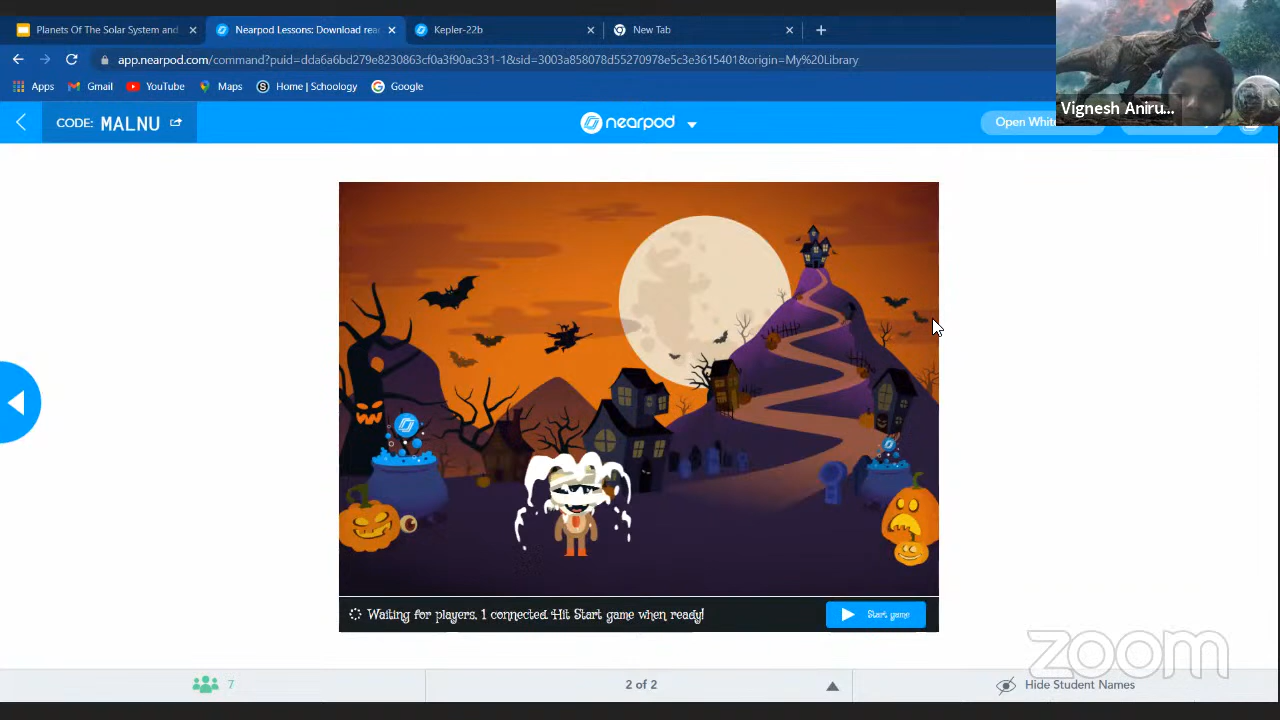 Planets Of The Solar System and
Nearpod Lessons: Download rea
Kepler-22b
New Tab
app.nearpod.com/command?puid=dda6a6bd279e8230863cf0a3f90ac331-1&sid=3003a858078d55270978e5c3e3615401&origin=My%20Library
Apps
Gmail
YouTube
Maps
Home | Schoology
Google
Vignesh Aniru...
CODE: MALNU
nearpod
Open Whit
Waiting for players, 1 connected. Hit Start game when ready!
Start game
zoom
7
2 of 2
Hide Student Names